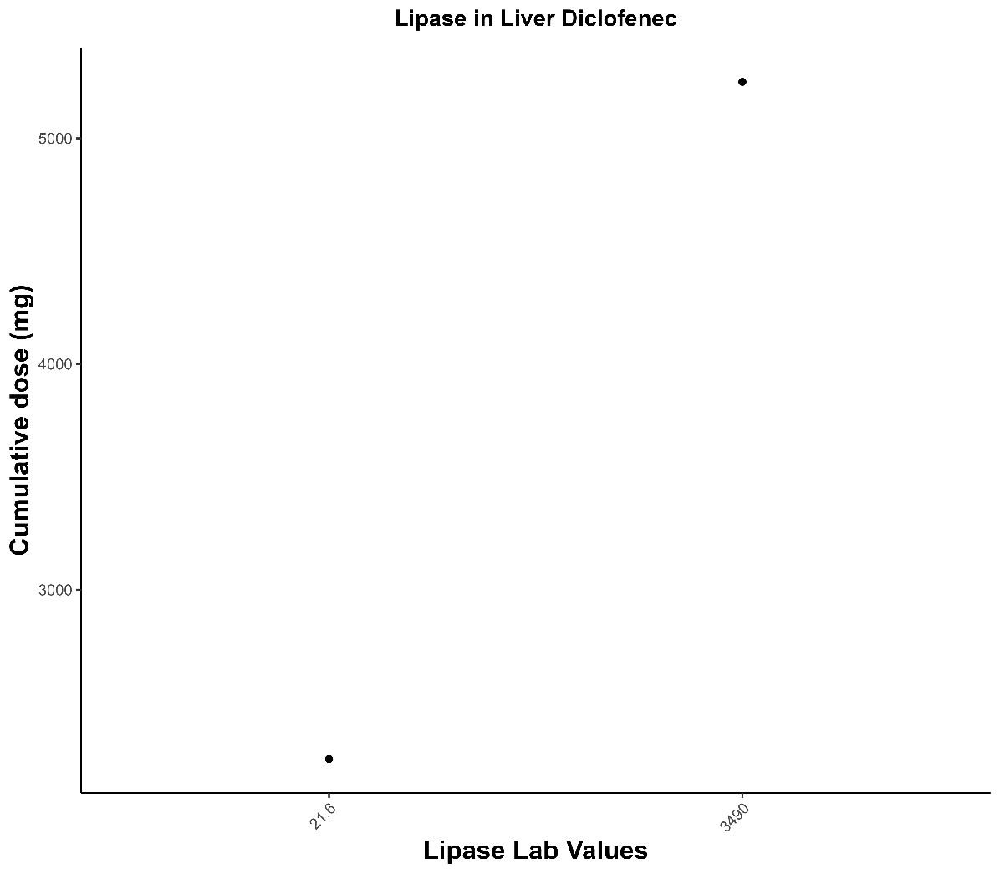 Lipase in Liver Diclofenec
Cumulative dose (mg)
5000
4000
3000
21.6
3490
Lipase Lab Values